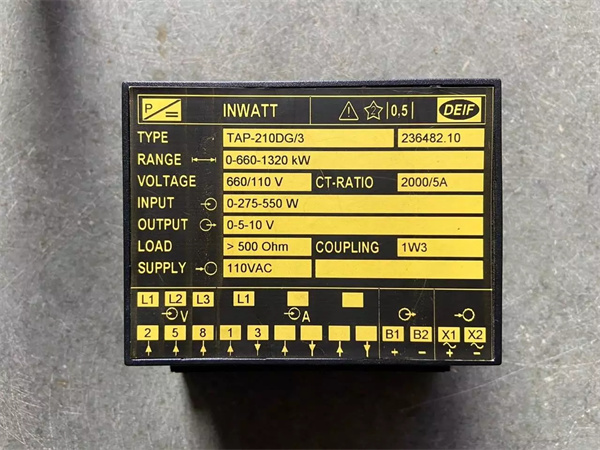 P INWATT 2 0.5 DEIF
TYPE TAP-210DG/3 236482.10
RANGE 0-660-1320 kW
VOLTAGE 660/110 V CT-RATIO 2000/5A
INPUT 0-275-550 W
OUTPUT 0-5-10 V
LOAD > 500 Ohm COUPLING 1W3
SUPPLY 110VAC
L1 L2 L3 L1
V A
2 5 8 1 3 B1 B2 X1 X2
+ - + -